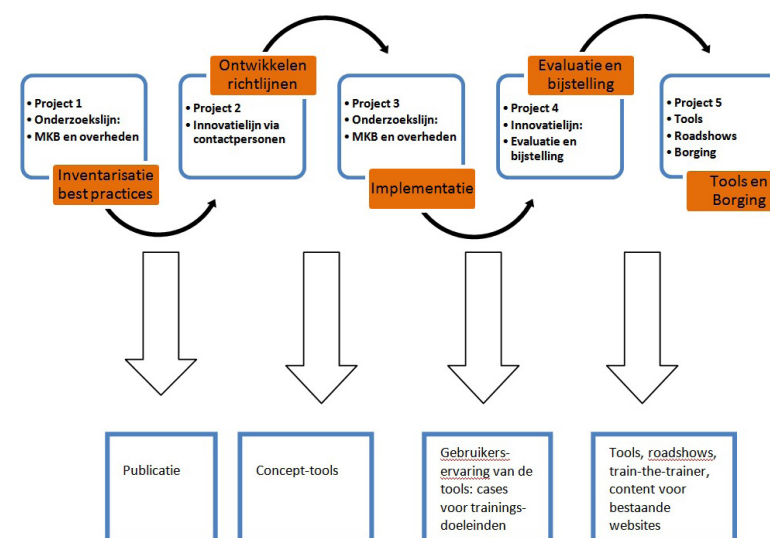 • Project 1
• Onderzoekslijn:
• MKB en overheden
Inventarisatie
best practices
Ontwikkelen
richtlijnen
• Project 2
• Innovatielijn via
contactpersonen
• Project 3
• Onderzoekslijn:
• MKB en overheden
Implementatie
Evaluatie en
bijstelling
• Project 4
• Innovatielijn:
• Evaluatie en
bijstelling
• Project 5
• Tools
• Roadshows
• Borging
Tools en
Borging
Publicatie
Concept-tools
Gebruikers-
ervaring van de
tools: cases
voor trainings-
doeleinden
Tools, roadshows,
train-the-trainer,
content voor
bestaande
websites